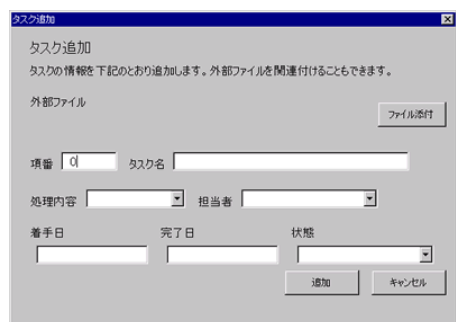 タスク追加
タスク追加
タスクの情報を下記のとおり追加します。外部ファイルを関連付けることもできます。
外部ファイル
ファイル添付
項番 0 タスク名
処理内容 担当者
着手日 完了日 状態
追加 キャンセル